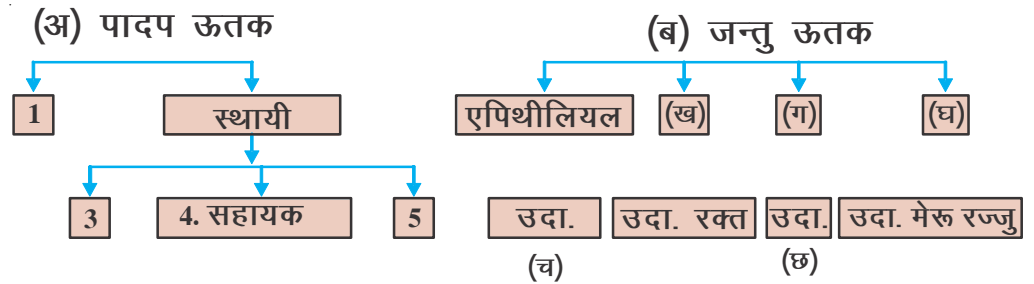 (अ) पादप ऊतक (ब) जन्तु ऊतक
1 स्थायी एपिथीलियल (ख) (ग) (घ)
3 4. सहायक 5 उदा. उदा. रक्त उदा. उदा. मेरू रज्जु
(च) (छ)